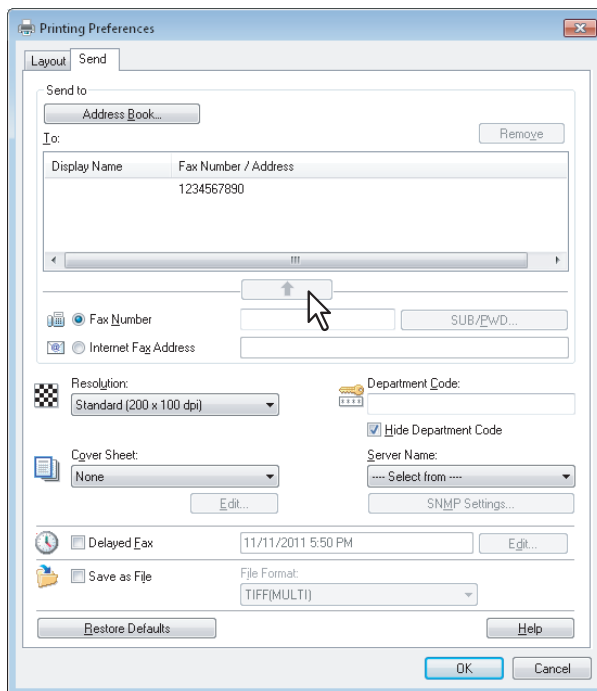 Printing Preferences
Layout Send
Send to
Address Book...
To:
Remove
Display Name Fax Number / Address
1234567890
Fax Number
SUB/PWD...
Internet Fax Address
Resolution:
Standard (200 x 100 dpi)
Department Code:
Hide Department Code
Cover Sheet:
None
Edit...
Server Name:
---- Select from ----
SNMP Settings...
Delayed Fax
11/11/2011 5:50 PM
Edit...
Save as File
File Format:
TIFF(MULTI)
Restore Defaults
Help
OK
Cancel